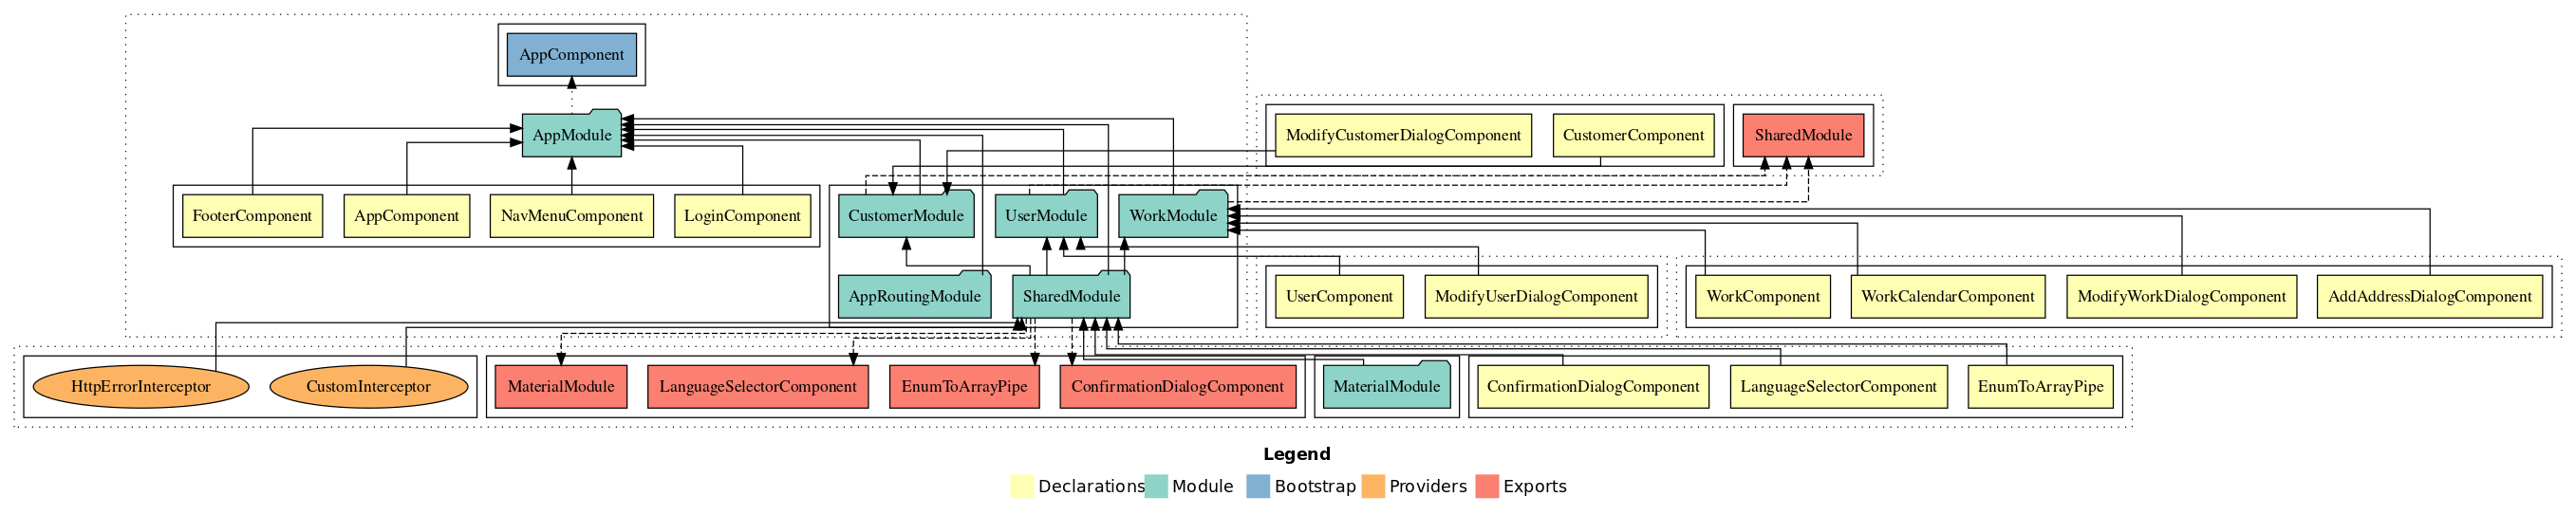 AppComponent
AppModule
ModifyCustomerDialogComponent CustomerComponent SharedModule
FooterComponent AppComponent NavMenuComponent LoginComponent CustomerModule UserModule WorkModule
AppRoutingModule SharedModule UserComponent ModifyUserDialogComponent WorkComponent WorkCalendarComponent ModifyWorkDialogComponent AddAddressDialogComponent
HttpErrorInterceptor CustomInterceptor MaterialModule LanguageSelectorComponent EnumToArrayPipe ConfirmationDialogComponent MaterialModule ConfirmationDialogComponent LanguageSelectorComponent EnumToArrayPipe
Legend
Declarations Module Bootstrap Providers Exports